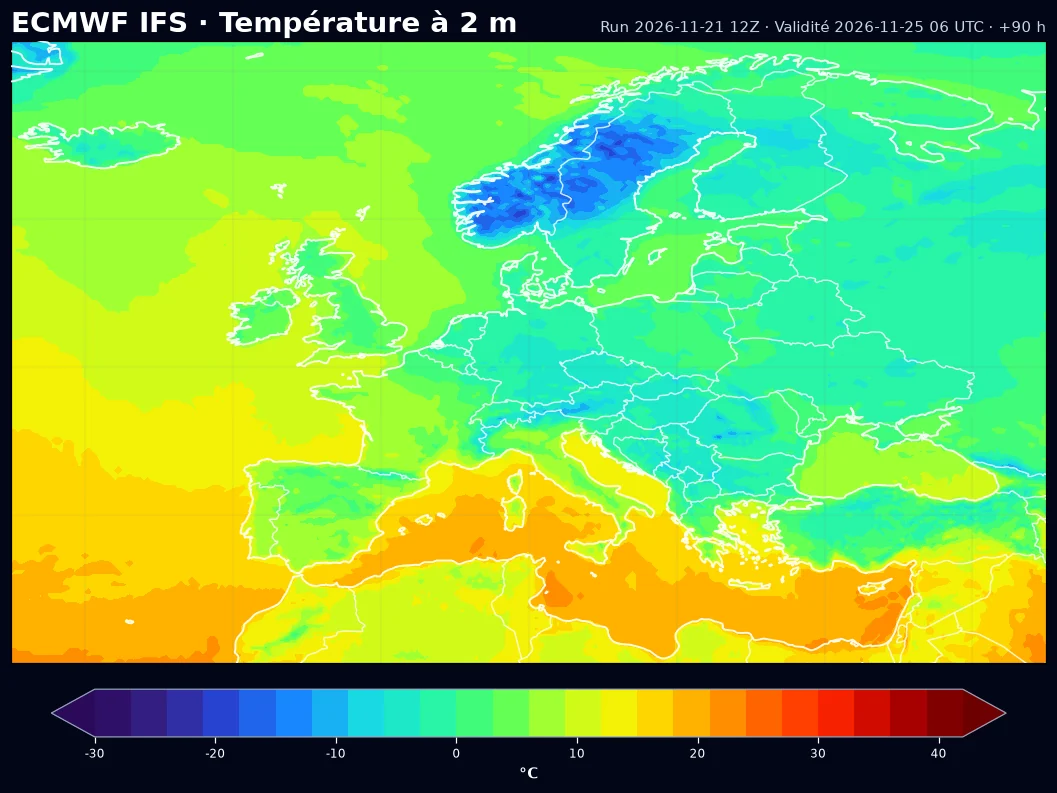 ECMWF IFS · Température à 2 m
Run 2026-11-21 12Z · Validité 2026-11-25 06 UTC · +90 h
-30 -20 -10 0 10 20 30 40
°C